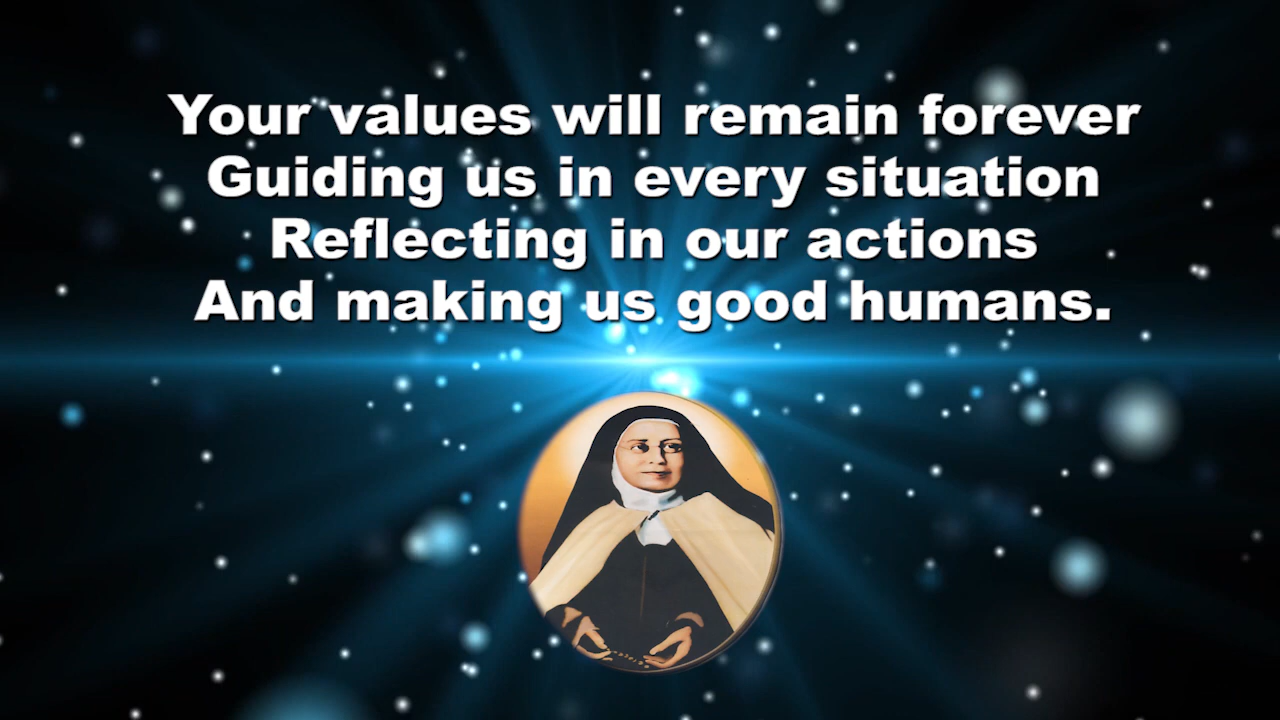 Your values will remain forever
Guiding us in every situation
Reflecting in our actions
And making us good humans.